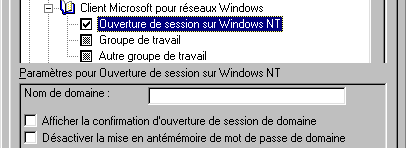 Client Microsoft pour réseaux Windows
Ouverture de session sur Windows NT
Groupe de travail
Autre groupe de travail
Paramètres pour Ouverture de session sur Windows NT
Nom de domaine :
Afficher la confirmation d'ouverture de session de domaine
Désactiver la mise en antémémoire de mot de passe de domaine